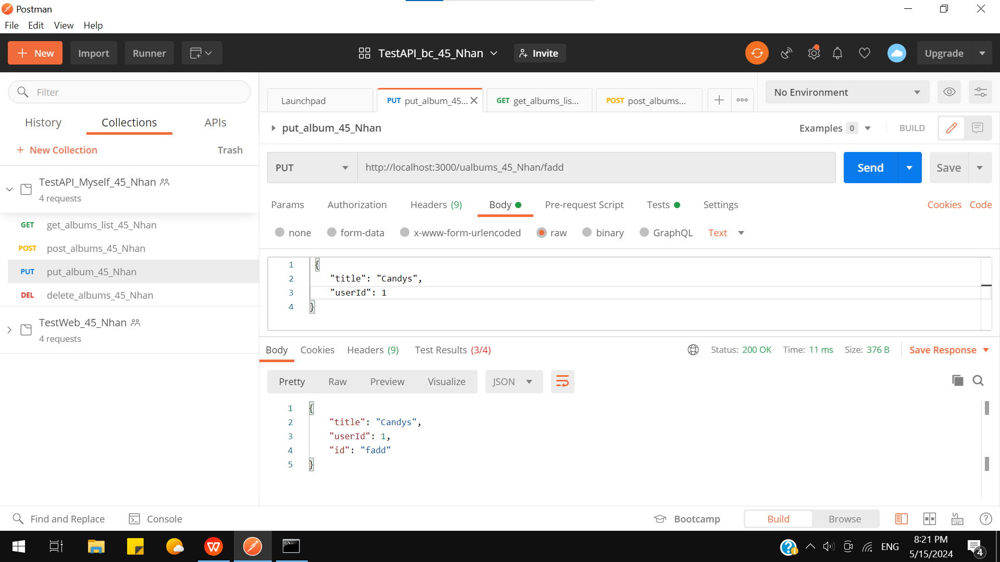 Postman
File Edit View Help
New Import Runner TestAPI_bc_45_Nhan Invite Upgrade
Filter
History Collections APIs
+ New Collection Trash
TestAPI_Myself_45_Nhan
4 requests
GET get_albums_list_45_Nhan
POST post_albums_45_Nhan
PUT put_album_45_Nhan
DEL delete_albums_45_Nhan
TestWeb_45_Nhan
4 requests
Launchpad PUT put_album_45... GET get_albums_lis... POST post_albums... No Environment
put_album_45_Nhan Examples 0 BUILD
PUT http://localhost:3000/ualbums_45_Nhan/fadd Send Save
Params Authorization Headers (9) Body Pre-request Script Tests Settings Cookies Code
none form-data x-www-form-urlencoded raw binary GraphQL Text
1 {
2 "title": "Candys",
3 "userId": 1
4 }
Body Cookies Headers (9) Test Results (3/4) Status: 200 OK Time: 11 ms Size: 376 B Save Response
Pretty Raw Preview Visualize JSON
1 {
2 "title": "Candys",
3 "userId": 1,
4 "id": "fadd"
5 }
Find and Replace Console Bootcamp Build Browse
ENG 8:21 PM
5/15/2024 4